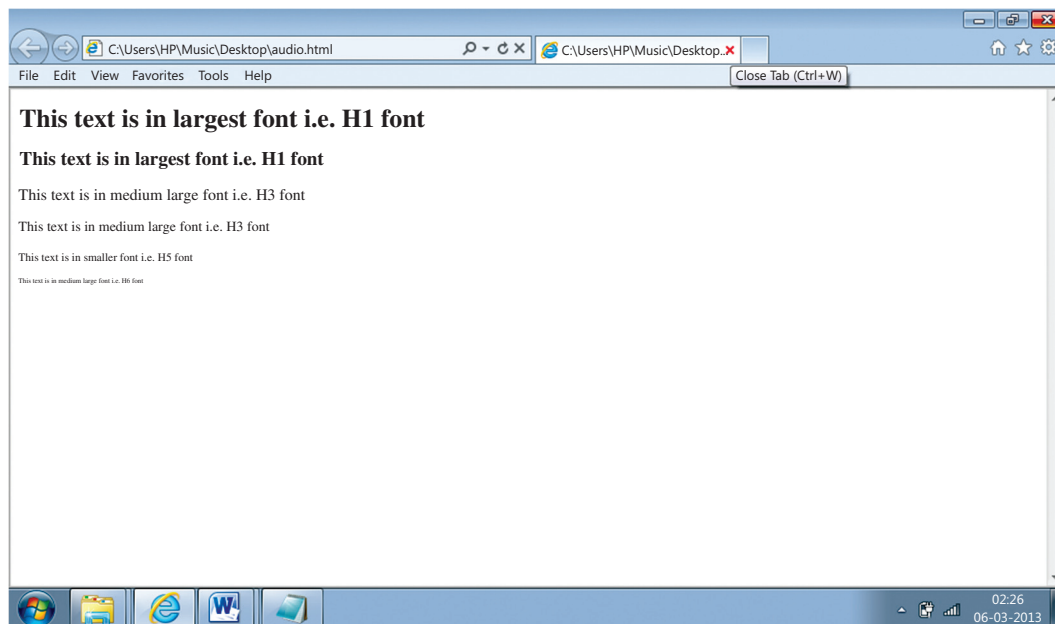 C:\Users\HP\Music\Desktop\audio.html
C:\Users\HP\Music\Desktop..
File Edit View Favorites Tools Help
Close Tab (Ctrl+W)
This text is in largest font i.e. H1 font
This text is in largest font i.e. H1 font
This text is in medium large font i.e. H3 font
This text is in medium large font i.e. H3 font
This text is in smaller font i.e. H5 font
This text is in medium large font i.e. H6 font
W
02:26
06-03-2013